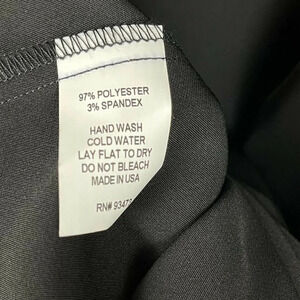 97% POLYESTER
3% SPANDEX
HAND WASH
COLD WATER
LAY FLAT TO DRY
DO NOT BLEACH
MADE IN USA
RN# 9347